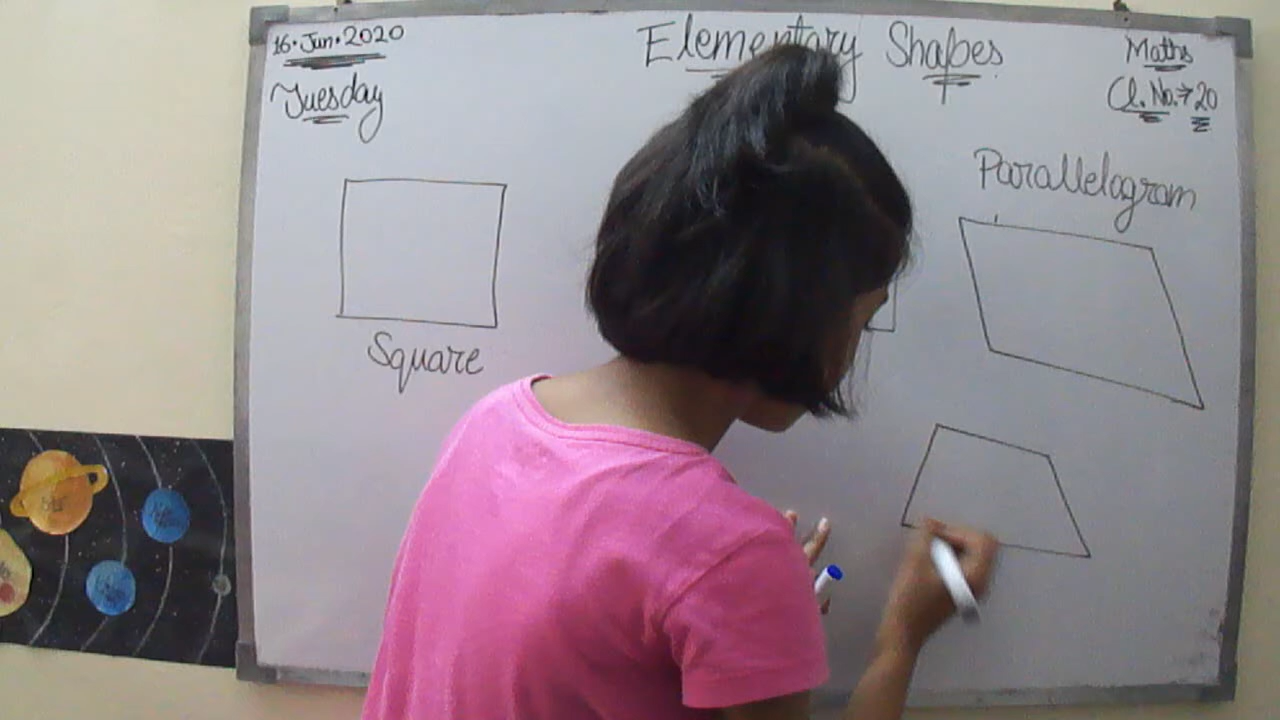 16.Jun.2020
Tuesday
Elementary Shapes
Maths
Cl. No.→20
Parallelogram
Square